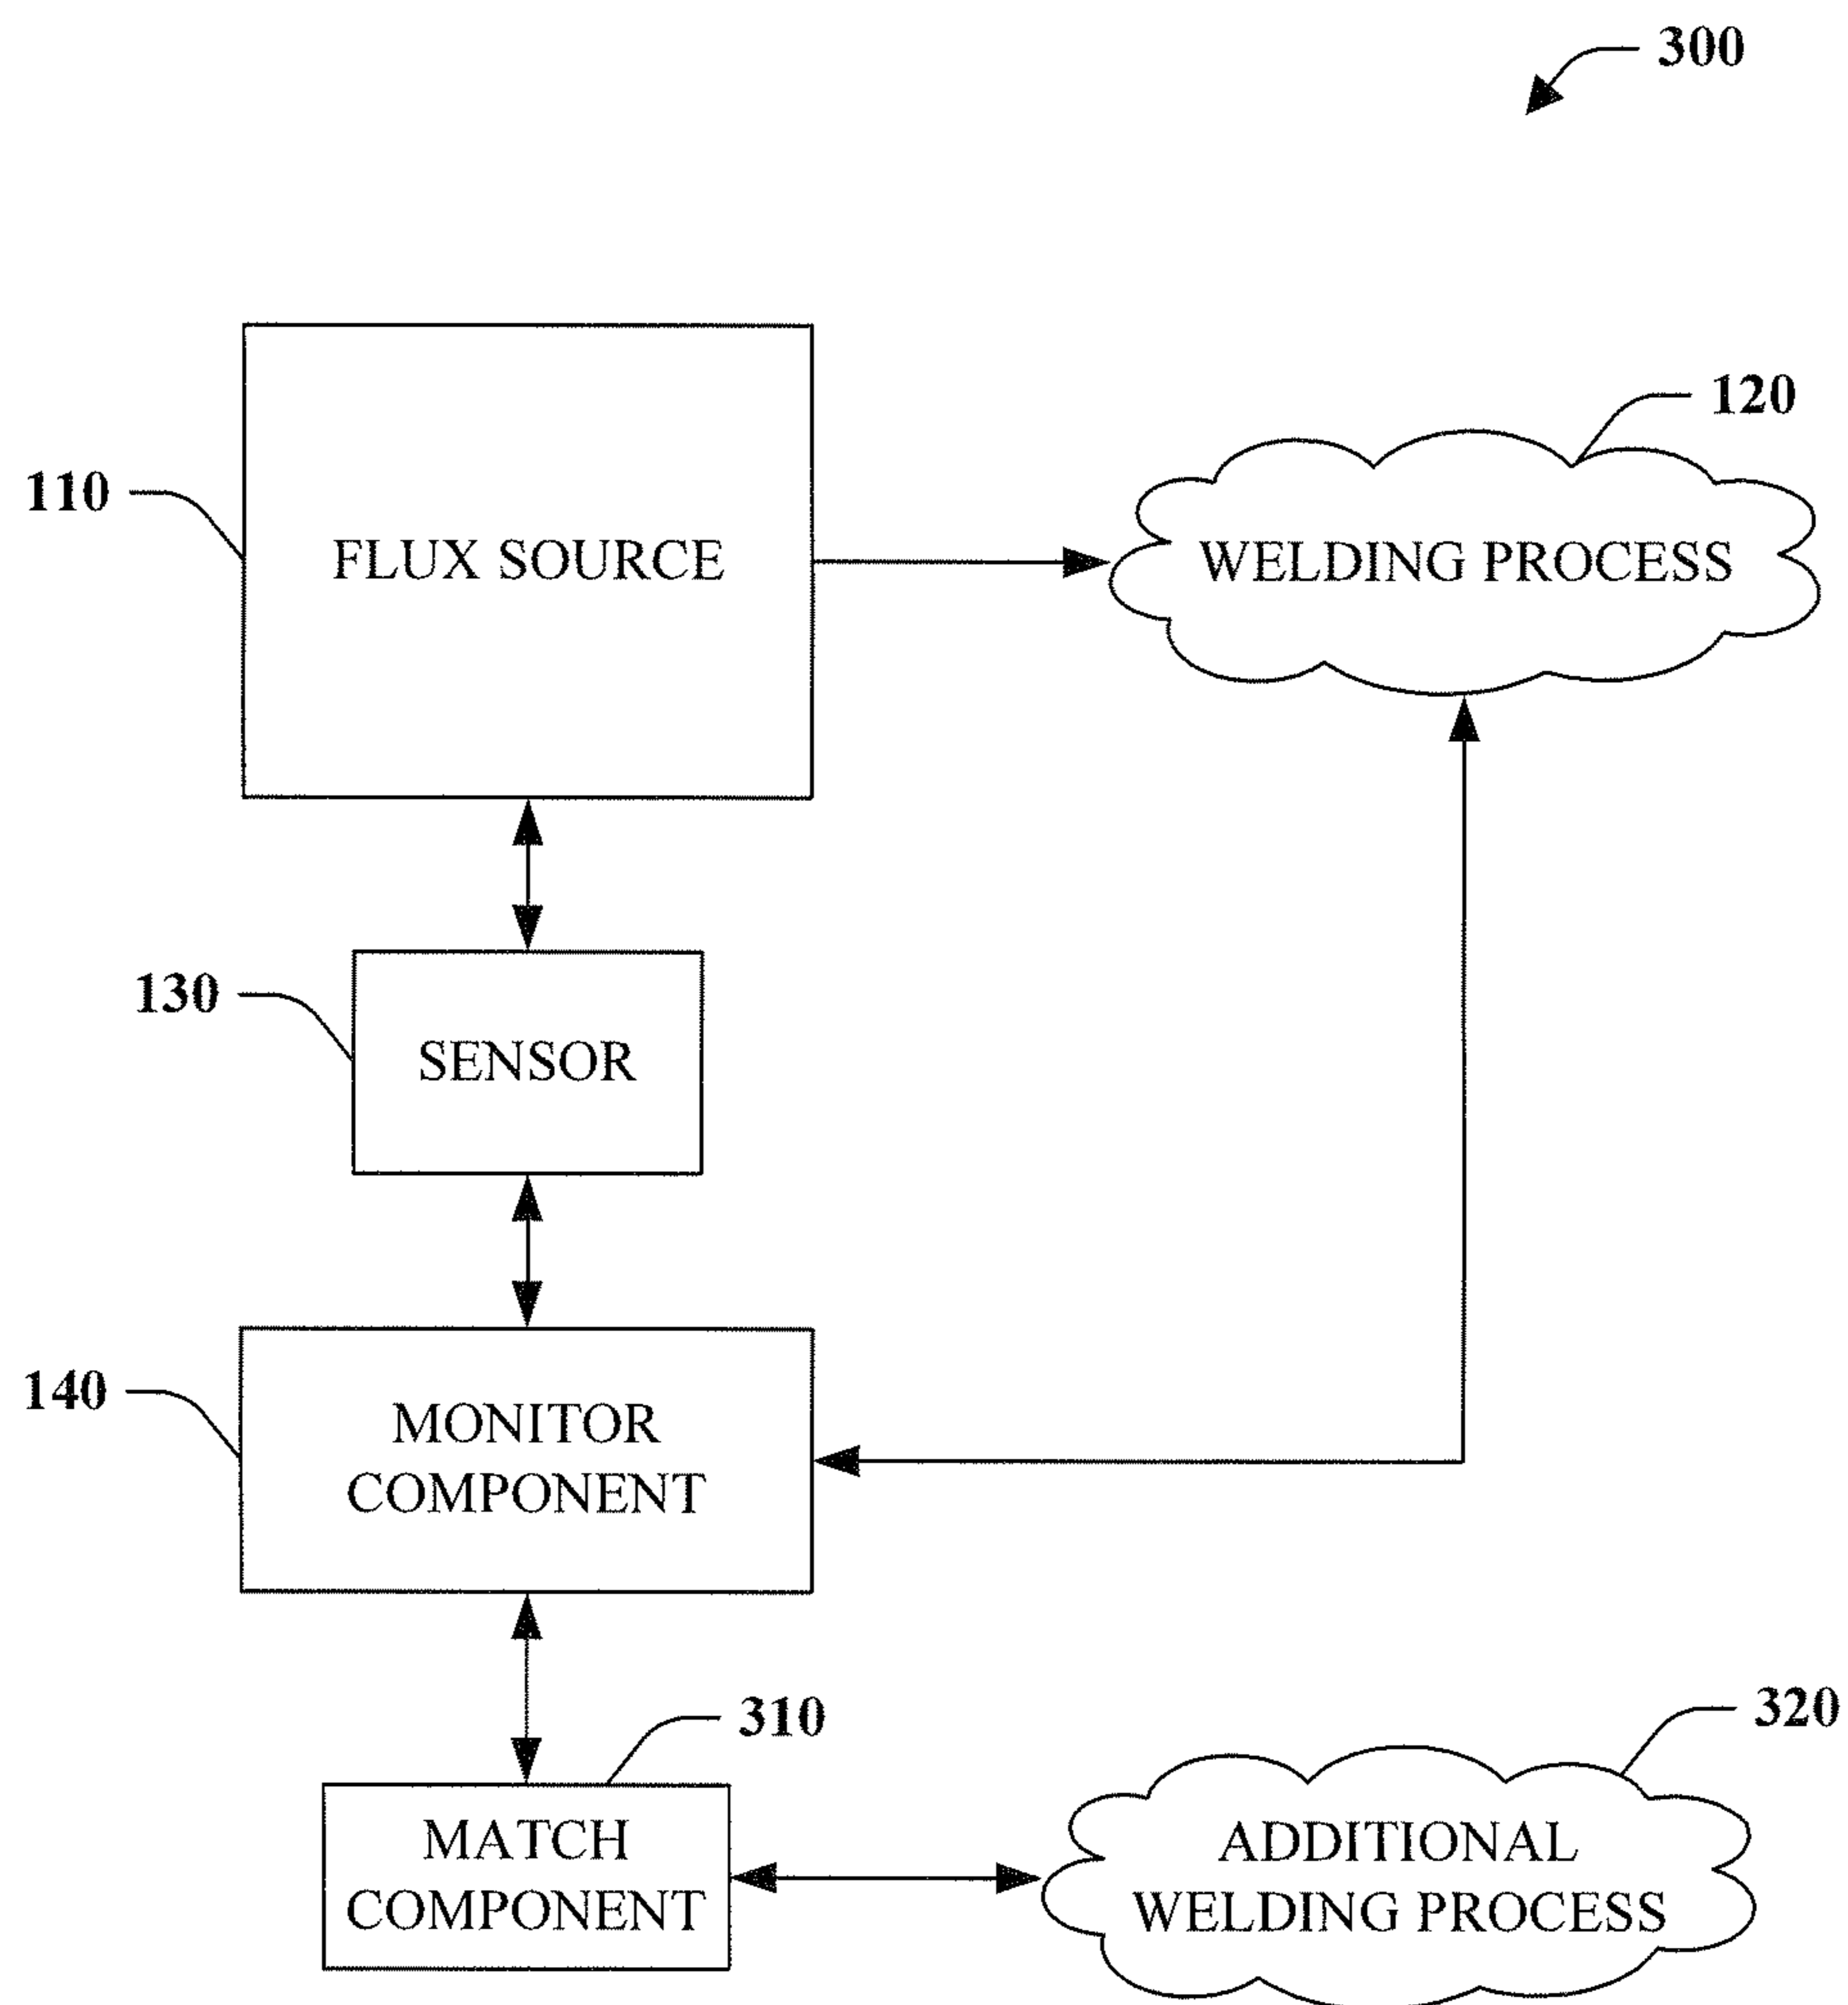 300
120
110
FLUX SOURCE
WELDING PROCESS
130
SENSOR
140
MONITOR
COMPONENT
310
320
MATCH
COMPONENT
ADDITIONAL
WELDING PROCESS